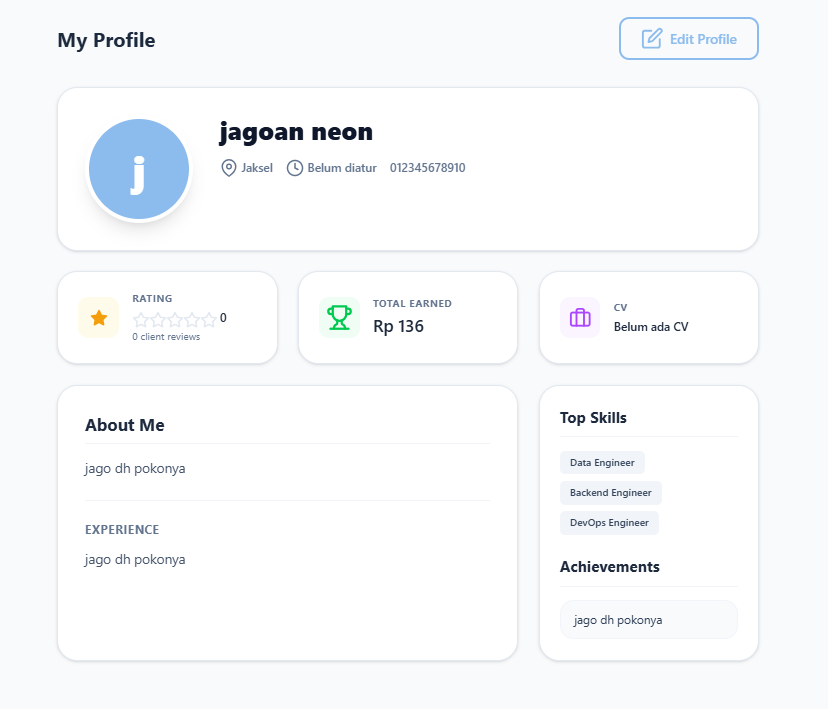 My Profile
Edit Profile
j
jagoan neon
Jaksel Belum diatur 012345678910
RATING
0
0 client reviews
TOTAL EARNED
Rp 136
CV
Belum ada CV
About Me
jago dh pokonya
EXPERIENCE
jago dh pokonya
Top Skills
Data Engineer
Backend Engineer
DevOps Engineer
Achievements
jago dh pokonya